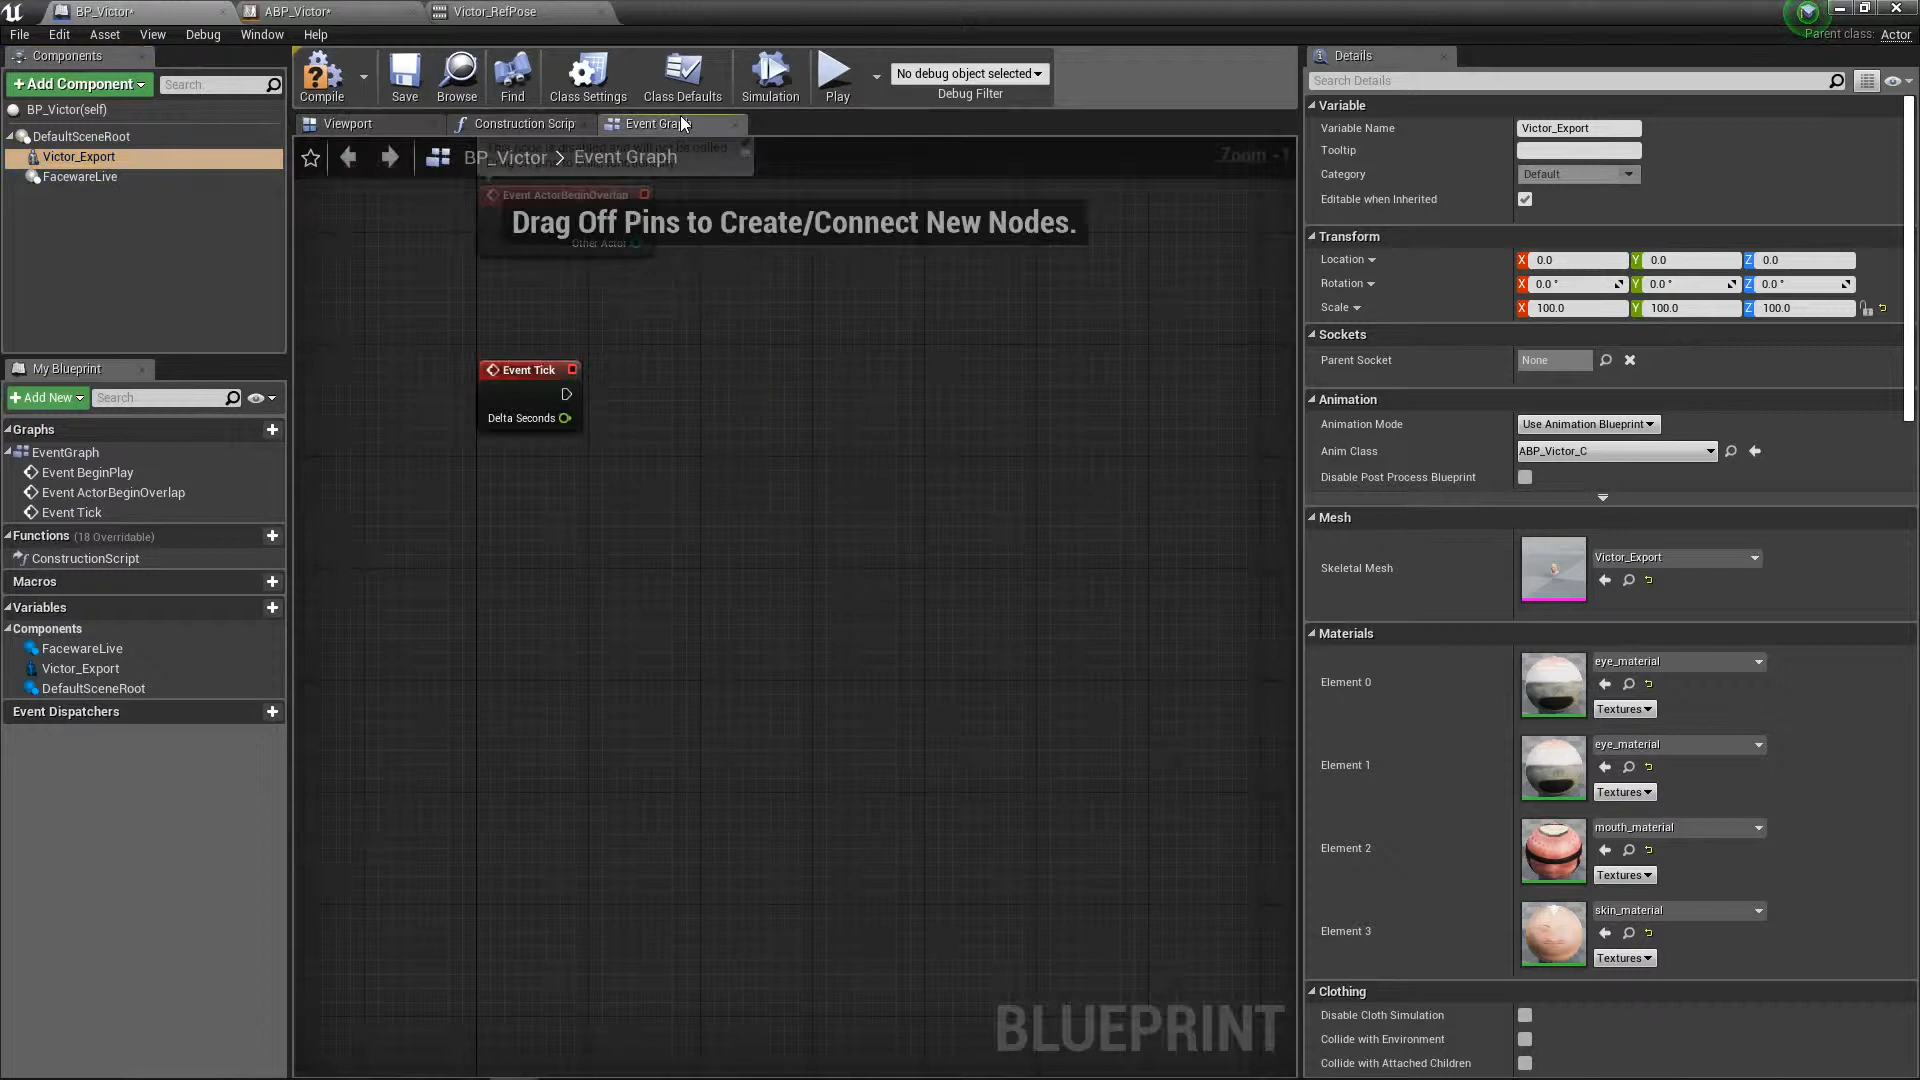 BP_Victor*
ABP_Victor*
Victor_RefPose
File Edit Asset View Debug Window Help
Parent class: Actor
Components
+Add Component
Search
BP_Victor(self)
DefaultSceneRoot
Victor_Export
FacewareLive
Compile
Save
Browse
Find
Class Settings
Class Defaults
Simulation
Play
No debug object selected
Debug Filter
Viewport
Construction Scrip
Event Gra
BP_Victor > Event Graph
Zoom -1
Event ActorBeginOverlap
Other Actor
Drag Off Pins to Create/Connect New Nodes.
Event Tick
Delta Seconds
BLUEPRINT
My Blueprint
+Add New
Search
Graphs
EventGraph
Event BeginPlay
Event ActorBeginOverlap
Event Tick
Functions (18 Overridable)
ConstructionScript
Macros
Variables
Components
FacewareLive
Victor_Export
DefaultSceneRoot
Event Dispatchers
Details
Search Details
Variable
Variable Name Victor_Export
Tooltip
Category Default
Editable when Inherited
Transform
Location X 0.0 Y 0.0 Z 0.0
Rotation X 0.0 ° Y 0.0 ° Z 0.0 °
Scale X 100.0 Y 100.0 Z 100.0
Sockets
Parent Socket None
Animation
Animation Mode Use Animation Blueprint
Anim Class ABP_Victor_C
Disable Post Process Blueprint
Mesh
Skeletal Mesh Victor_Export
Materials
Element 0 eye_material
Textures
Element 1 eye_material
Textures
Element 2 mouth_material
Textures
Element 3 skin_material
Textures
Clothing
Disable Cloth Simulation
Collide with Environment
Collide with Attached Children